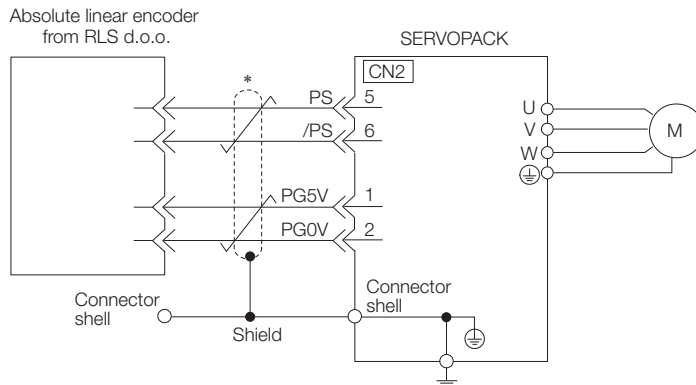 Absolute linear encoder
from RLS d.o.o.
SERVOPACK
CN2
*
PS 5
/PS 6
PG5V 1
PG0V 2
U
V
W
M
Connector
shell
Shield
Connector
shell